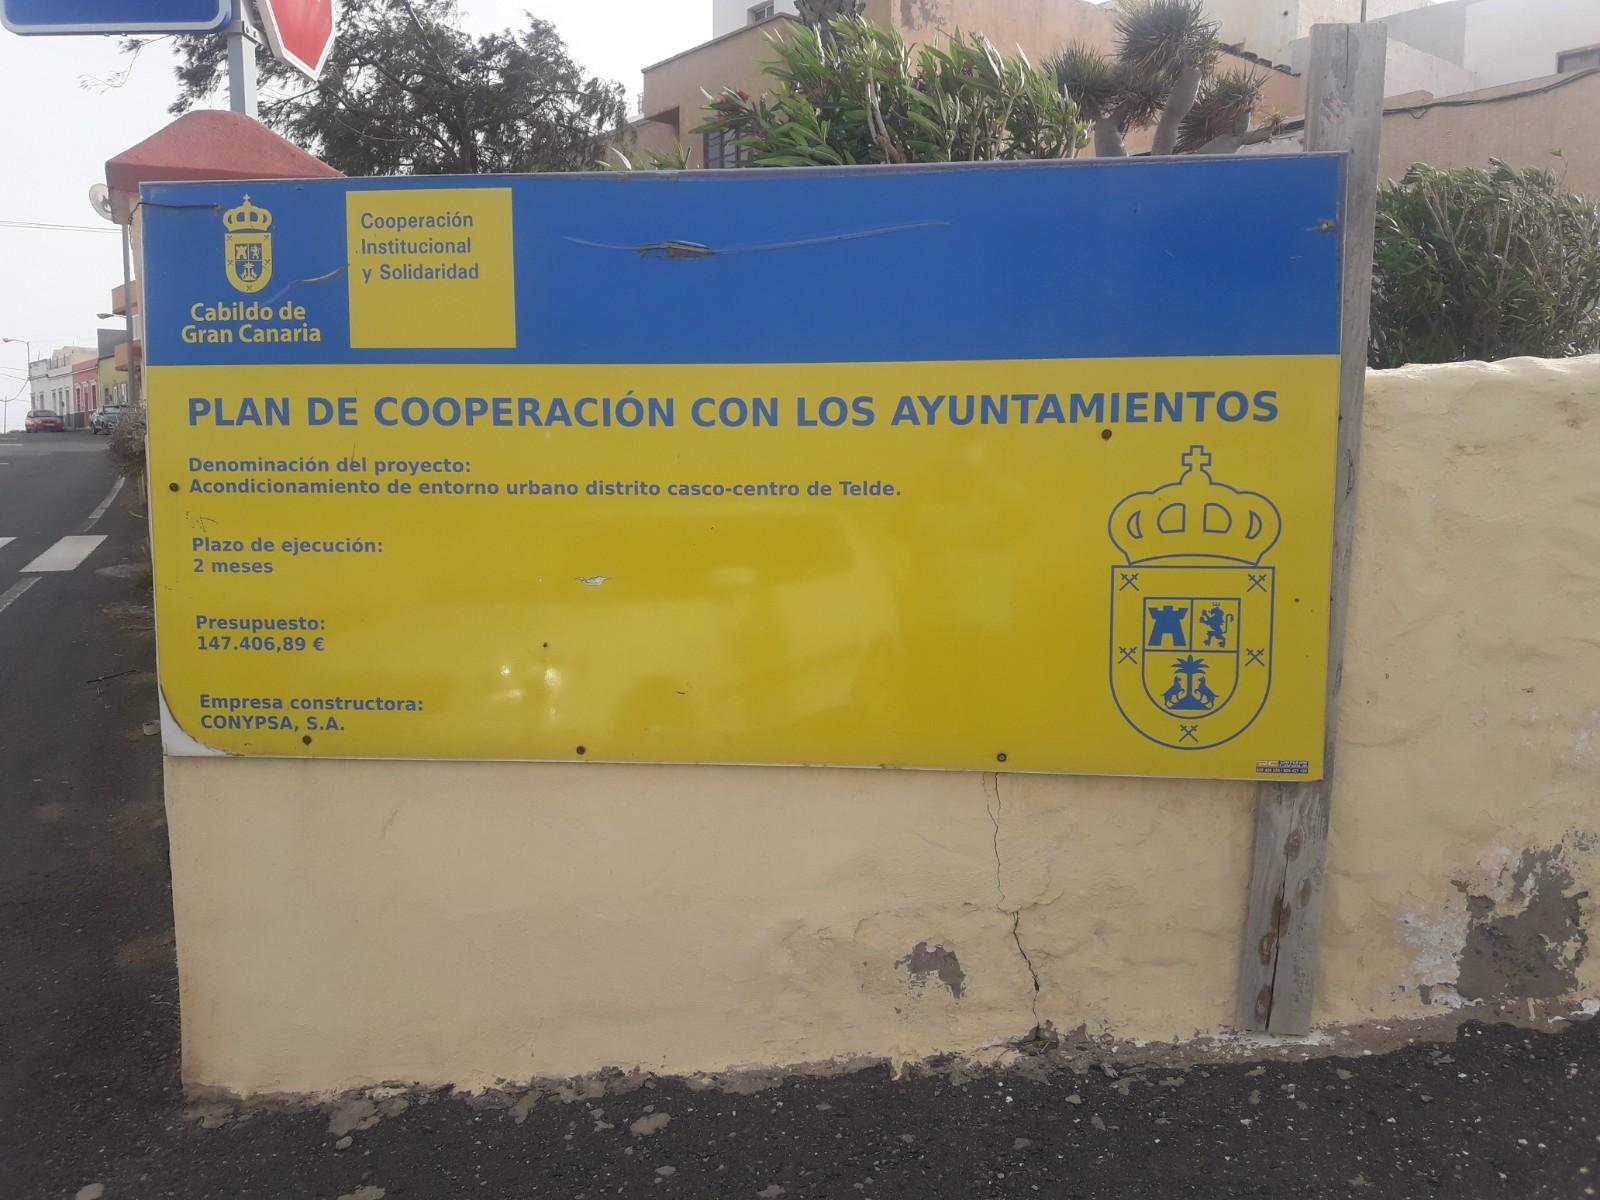 Cabildo de
Gran Canaria
Cooperación
Institucional
y Solidaridad
PLAN DE COOPERACIÓN CON LOS AYUNTAMIENTOS
Denominación del proyecto:
Acondicionamiento de entorno urbano distrito casco-centro de Telde.
Plazo de ejecución:
2 meses
Presupuesto:
147.406,89 €
Empresa constructora:
CONYPSA, S.A.